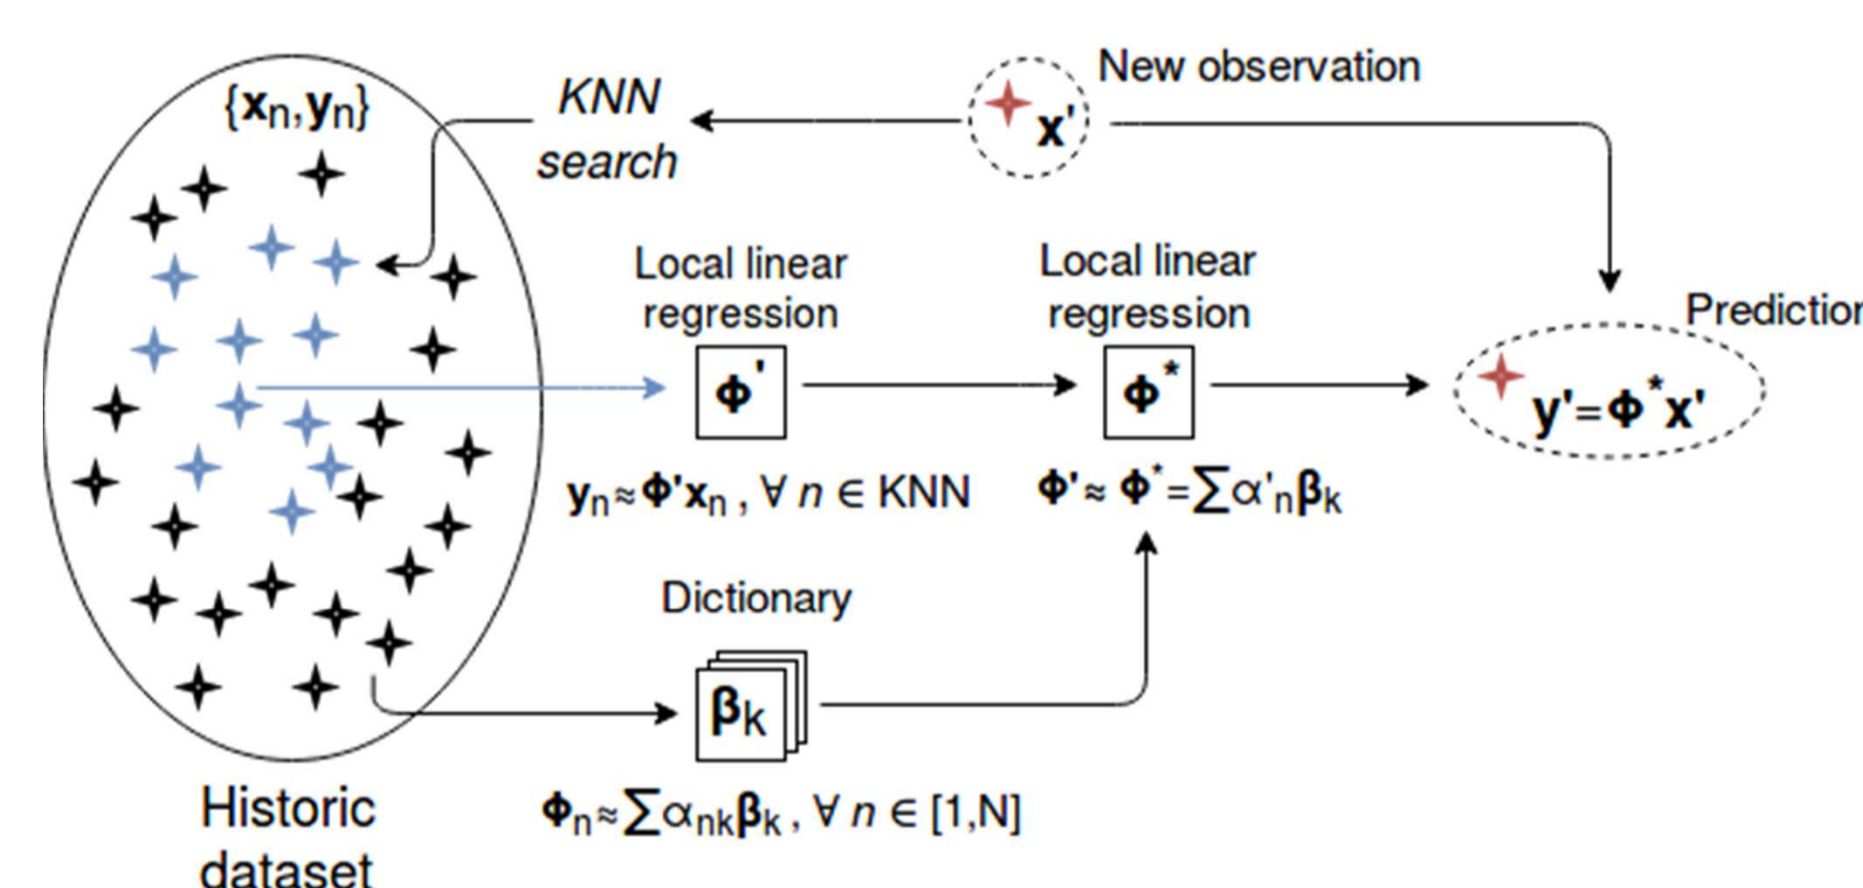 {xₙ,yₙ}
KNN
search
New observation
x'
Local linear
regression
Φ'
yₙ≈Φ'xₙ , ∀ n ∈ KNN
Local linear
regression
Φ*
Φ'≈ Φ*=∑α'ₙβₖ
Prediction
y'=Φ*x'
Dictionary
βₖ
Φₙ≈∑αₙₖβₖ , ∀ n ∈ [1,N]
Historic
dataset